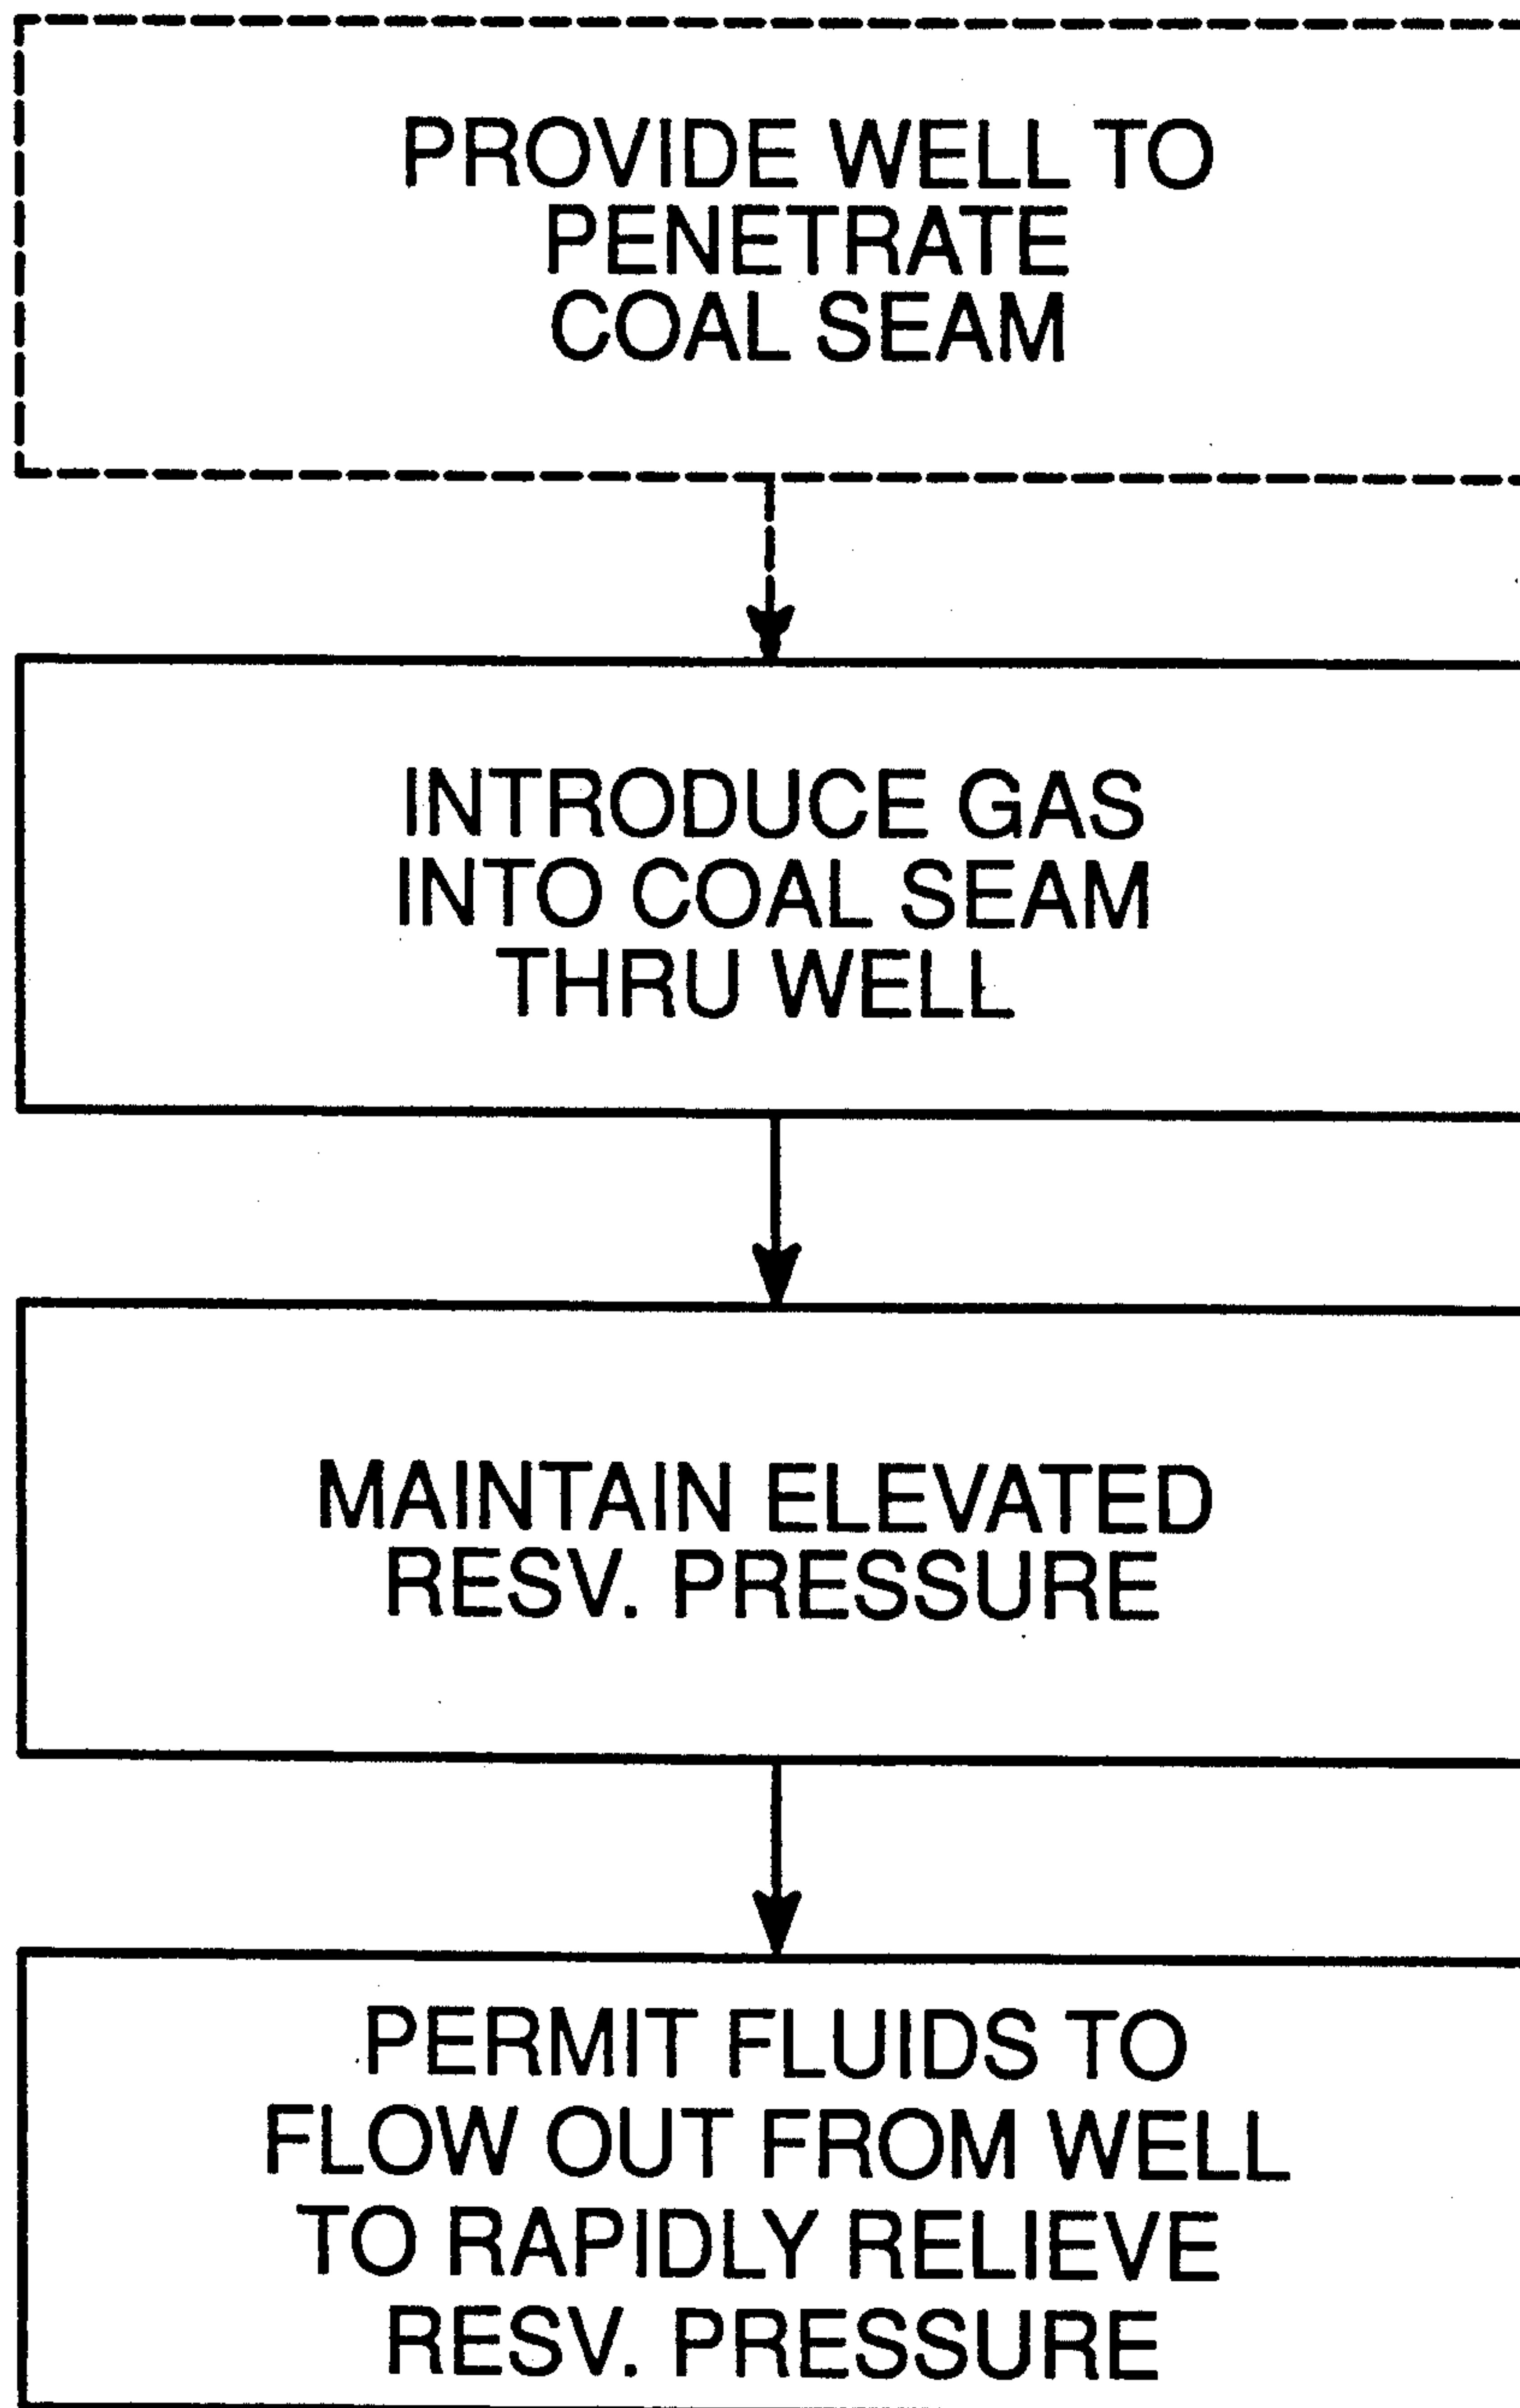 PROVIDE WELL TO
PENETRATE
COAL SEAM
INTRODUCE GAS
INTO COAL SEAM
THRU WELL
MAINTAIN ELEVATED
RESV. PRESSURE
PERMIT FLUIDS TO
FLOW OUT FROM WELL
TO RAPIDLY RELIEVE
RESV. PRESSURE